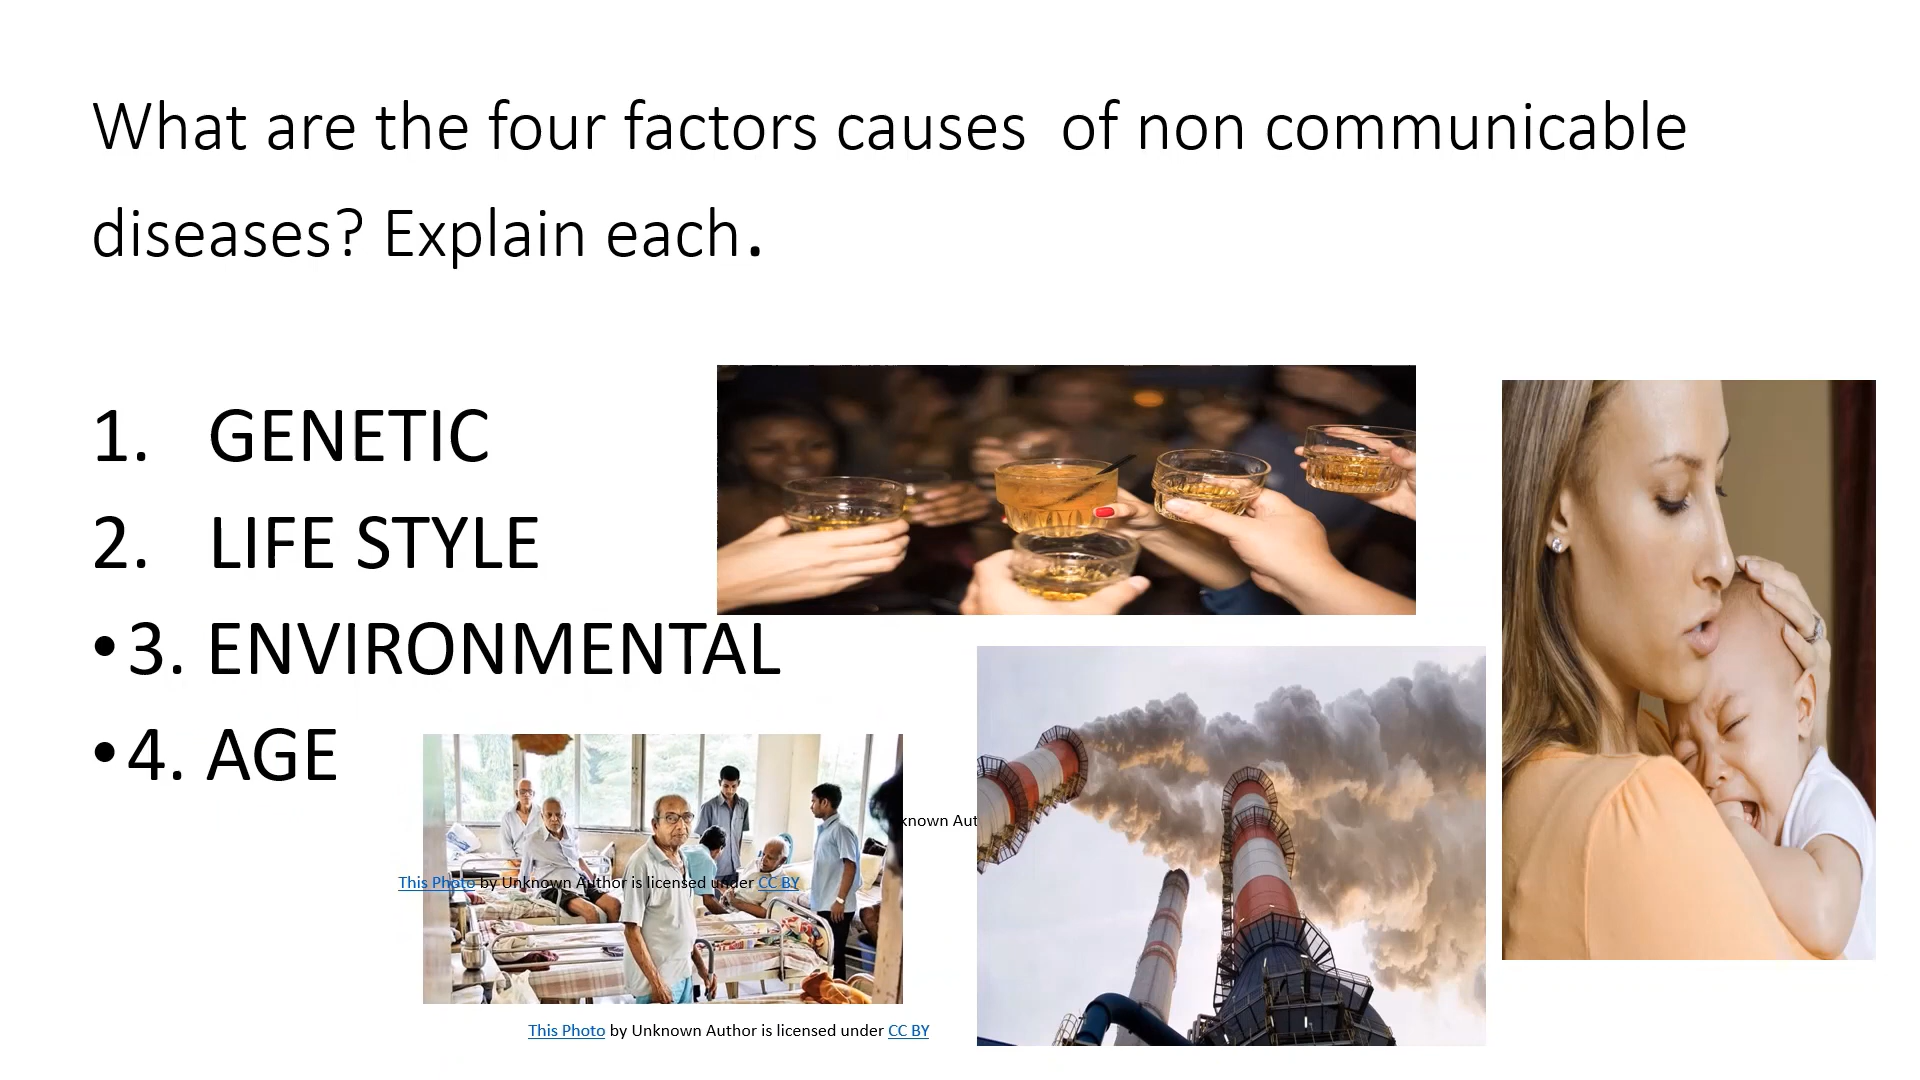 What are the four factors causes  of non communicable
diseases? Explain each.
1. GENETIC
2. LIFE STYLE
• 3. ENVIRONMENTAL
• 4. AGE
known Aut
This Photo by Unknown Author is licensed under CC BY
This Photo by Unknown Author is licensed under CC BY